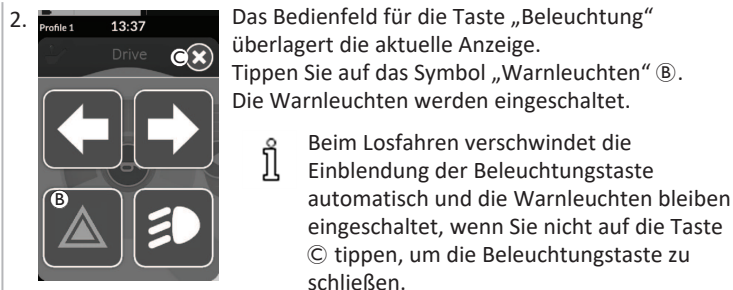 2.
Profile 1 13:37
Drive
C
B
Das Bedienfeld für die Taste „Beleuchtung“
überlagert die aktuelle Anzeige.
Tippen Sie auf das Symbol „Warnleuchten“ Ⓑ.
Die Warnleuchten werden eingeschaltet.
Beim Losfahren verschwindet die
Einblendung der Beleuchtungstaste
automatisch und die Warnleuchten bleiben
eingeschaltet, wenn Sie nicht auf die Taste
Ⓒ tippen, um die Beleuchtungstaste zu
schließen.